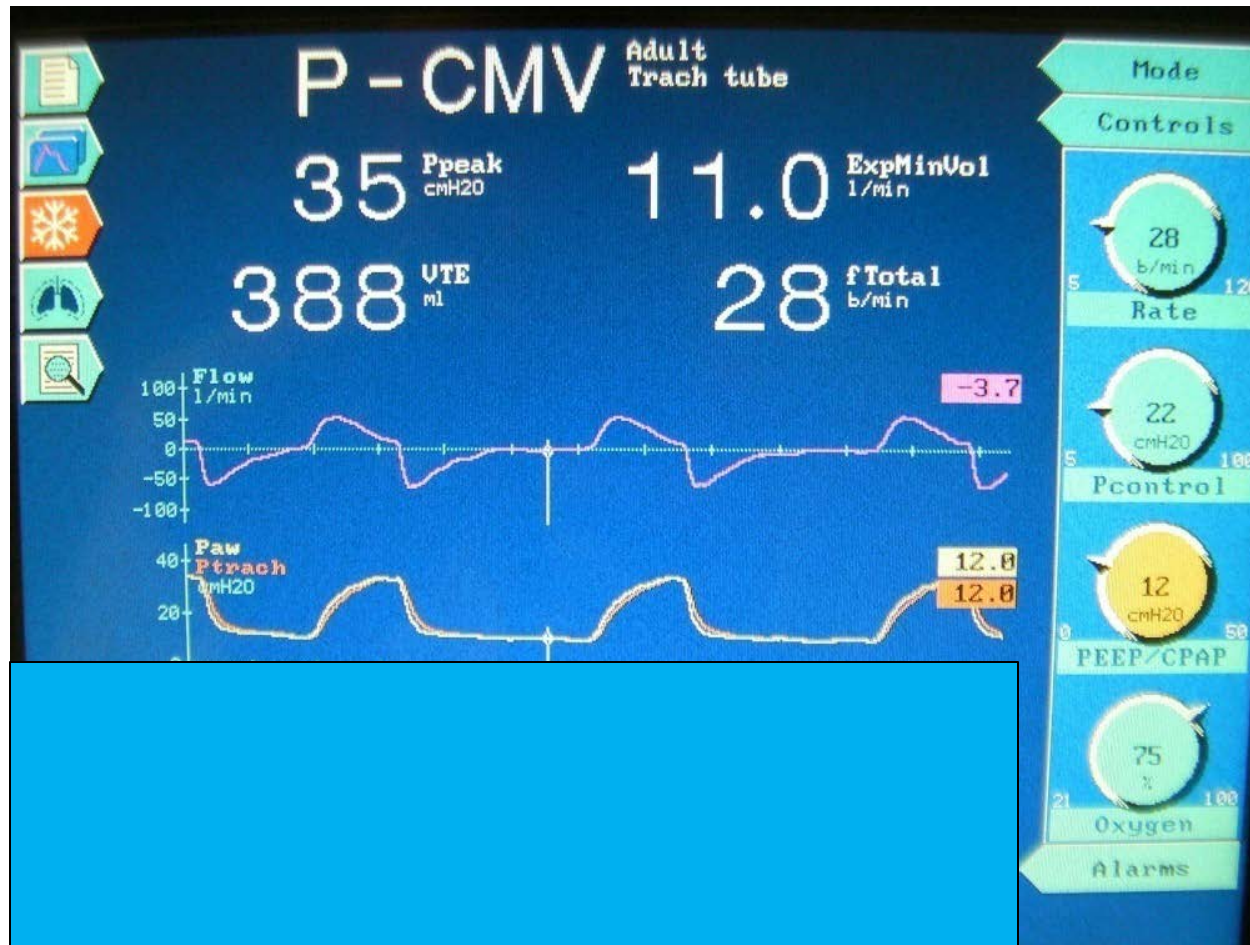 P-CMV Adult
Trach tube
35 Ppeak
cmH2O
11.0 ExpMinVol
l/min
388 VTE
ml
28 fTotal
b/min
Flow
l/min
100
50
0
-50
-100
-3.7
Paw
Ptrach
cmH2O
40
20
12.0
12.0
Mode
Controls
28
b/min
5 120
Rate
22
cmH2O
5 100
Pcontrol
12
cmH2O
0 50
PEEP/CPAP
75
%
21 100
Oxygen
Alarms